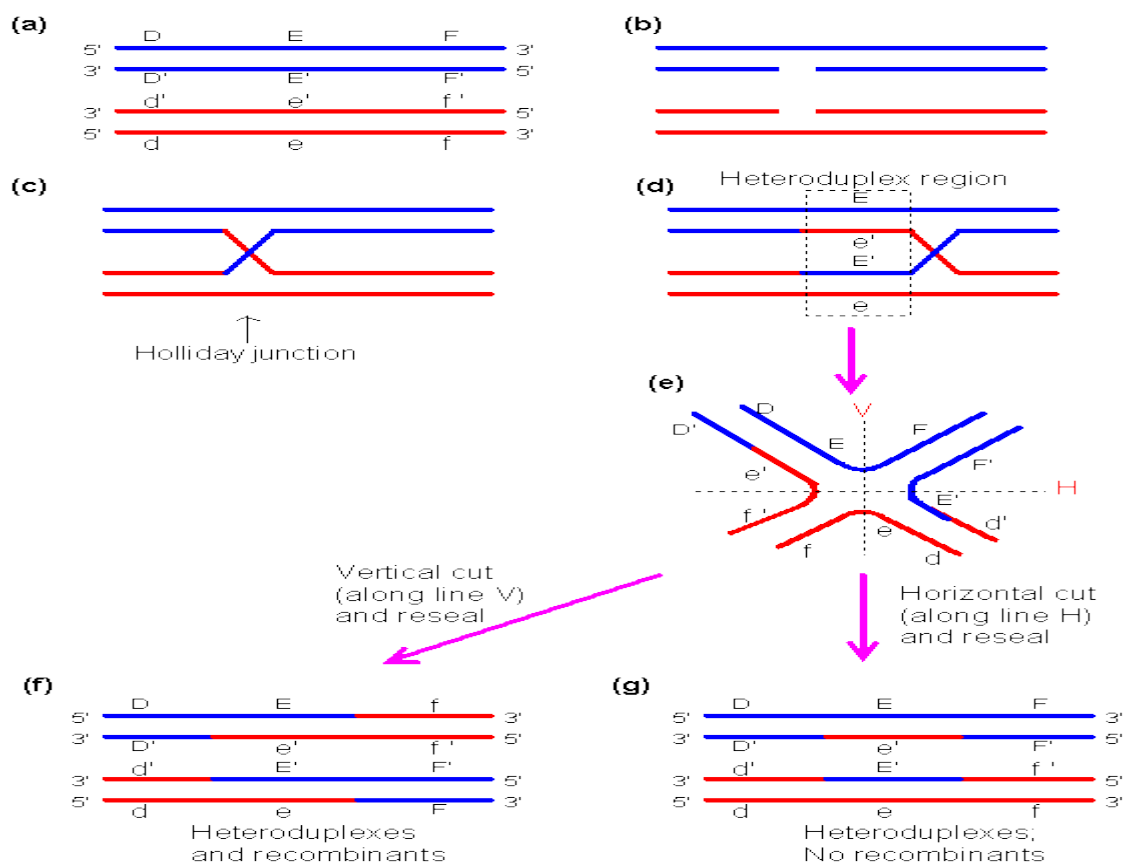 (a)
D E F
5' 3'
3' 5'
D' E' F'
d' e' f '
3' 5'
5' 3'
d e f
(b)
(c)
Holliday junction
(d)
Heteroduplex region
E
e'
E'
e
(e)
V
D
D'
E
F
F'
e'
H
E'
f '
d'
f
e
d
Vertical cut
(along line V)
and reseal
Horizontal cut
(along line H)
and reseal
(f)
D E f
5' 3'
3' 5'
D' e' f '
d' E' F'
3' 5'
5' 3'
d e F
Heteroduplexes
and recombinants
(g)
D E F
5' 3'
3' 5'
D' e' F'
d' E' f '
3' 5'
5' 3'
d e f
Heteroduplexes;
No recombinants